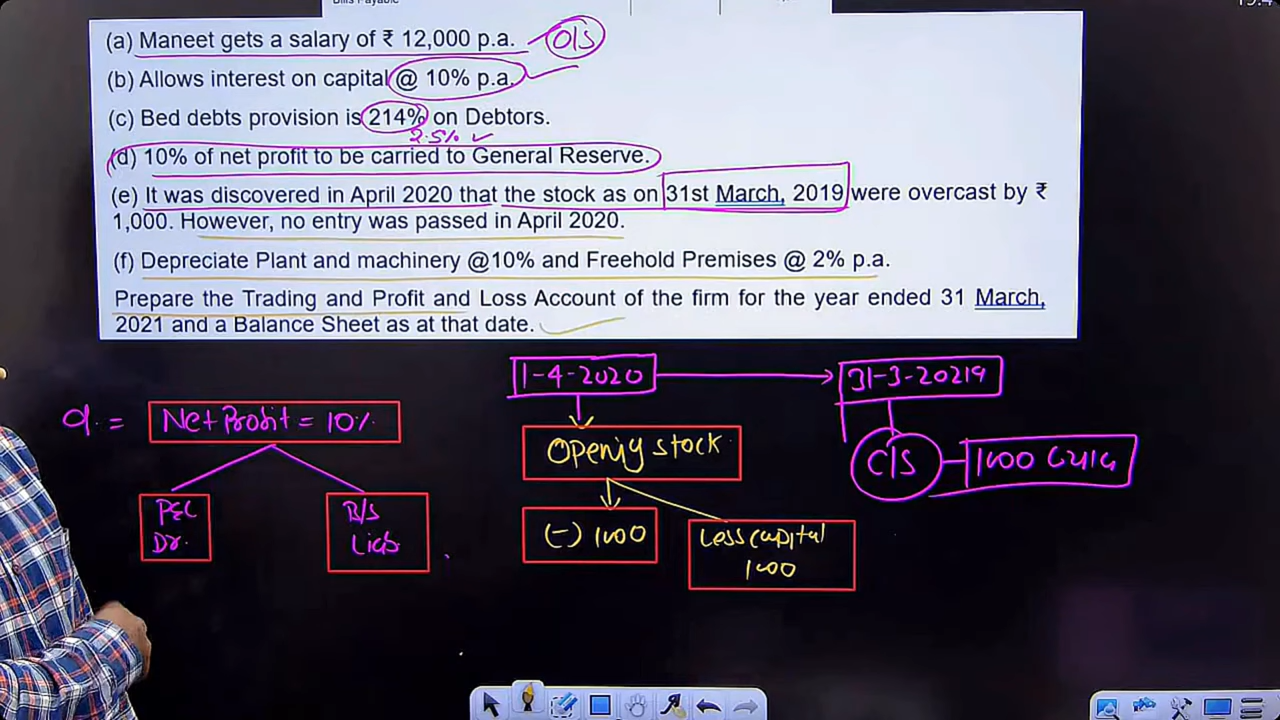 Bills Payable
(a) Maneet gets a salary of ₹ 12,000 p.a. O/S
(b) Allows interest on capital @ 10% p.a.
(c) Bed debts provision is 214% on Debtors.
2.5%
(d) 10% of net profit to be carried to General Reserve.
(e) It was discovered in April 2020 that the stock as on 31st March, 2019 were overcast by ₹
1,000. However, no entry was passed in April 2020.
(f) Depreciate Plant and machinery @10% and Freehold Premises @ 2% p.a.
Prepare the Trading and Profit and Loss Account of the firm for the year ended 31 March,
2021 and a Balance Sheet as at that date.
1-4-2020
31-3-20219
d. = Net Profit = 10%
Opening stock
C/S
P&L
Dr.
B/S
Liab
(-) 1000
Less capital
1000